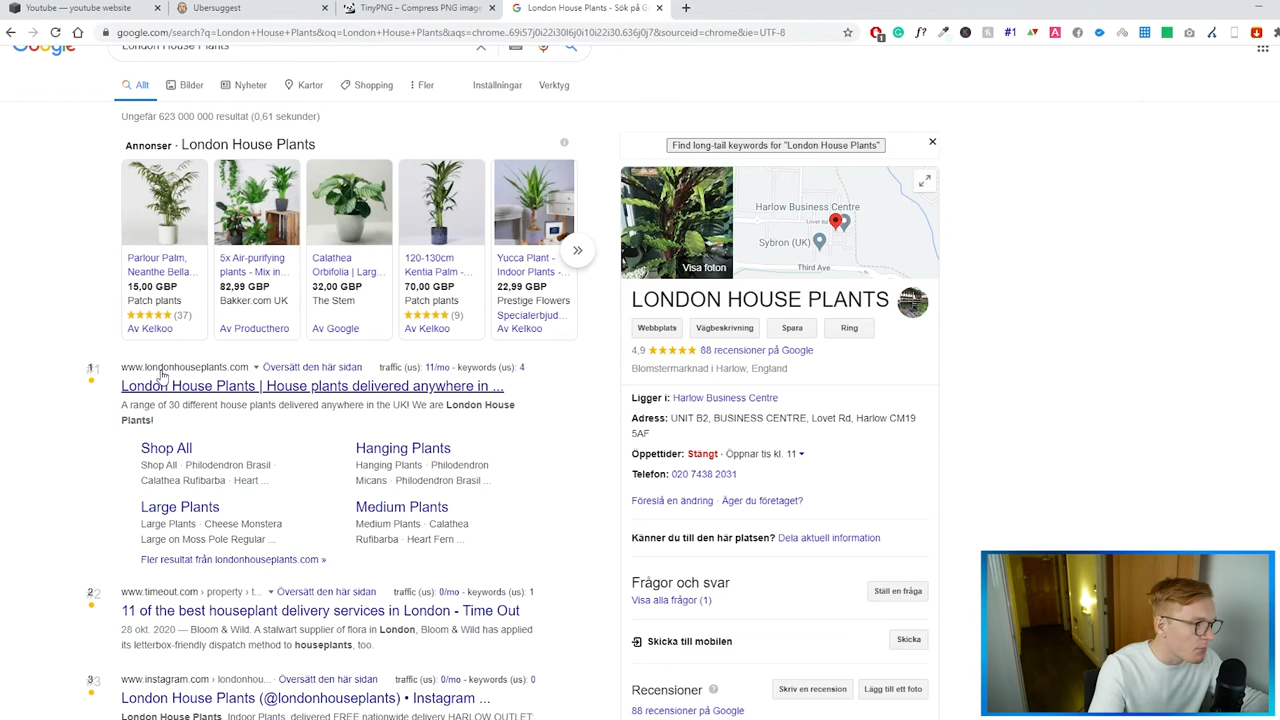 Youtube — youtube website
Ubersuggest
TinyPNG – Compress PNG image
London House Plants - Sök på G
google.com/search?q=London+House+Plants&oq=London+House+Plants&aqs=chrome..69i57j0i22i30l6j0i10i22i30.636j0j7&sourceid=chrome&ie=UTF-8
London House Plants
Allt Bilder Nyheter Kartor Shopping Fler Inställningar Verktyg
Ungefär 623 000 000 resultat (0,61 sekunder)
Annonser · London House Plants
Parlour Palm,
Neanthe Bella...
15,00 GBP
Patch plants
(37)
Av Kelkoo
5x Air-purifying
plants - Mix in...
82,99 GBP
Bakker.com UK
Av Producthero
Calathea
Orbifolia | Larg...
32,00 GBP
The Stem
Av Google
120-130cm
Kentia Palm -...
70,00 GBP
Patch plants
(9)
Av Kelkoo
Yucca Plant -
Indoor Plants -...
22,99 GBP
Prestige Flowers
Specialerbjud...
Av Kelkoo
#1
www.londonhouseplants.com Översätt den här sidan traffic (us): 11/mo - keywords (us): 4
London House Plants | House plants delivered anywhere in ...
A range of 30 different house plants delivered anywhere in the UK! We are London House
Plants!
Shop All
Shop All · Philodendron Brasil ·
Calathea Rufibarba · Heart ...
Hanging Plants
Hanging Plants · Philodendron
Micans · Philodendron Brasil ...
Large Plants
Large Plants · Cheese Monstera
Large on Moss Pole Regular ...
Medium Plants
Medium Plants · Calathea
Rufibarba · Heart Fern ...
Fler resultat från londonhouseplants.com »
#2
www.timeout.com › property › t... Översätt den här sidan traffic (us): 0/mo - keywords (us): 1
11 of the best houseplant delivery services in London - Time Out
28 okt. 2020 — Bloom & Wild. A stalwart supplier of flora in London, Bloom & Wild has applied
its letterbox-friendly dispatch method to houseplants, too.
#3
www.instagram.com › londonhou... Översätt den här sidan traffic (us): 0/mo - keywords (us): 0
London House Plants (@londonhouseplants) • Instagram ...
London House Plants. Indoor Plants, delivered FREE nationwide delivery HARLOW OUTLET:
Find long-tail keywords for "London House Plants"
Visa foton
Harlow Business Centre
Lovet Rd
Sybron (UK)
Third Ave
LONDON HOUSE PLANTS
Webbplats Vägbeskrivning Spara Ring
4,9 88 recensioner på Google
Blomstermarknad i Harlow, England
Ligger i: Harlow Business Centre
Adress: UNIT B2, BUSINESS CENTRE, Lovet Rd, Harlow CM19
5AF
Öppettider: Stängt · Öppnar tis kl. 11
Telefon: 020 7438 2031
Föreslå en ändring · Äger du företaget?
Känner du till den här platsen? Dela aktuell information
Frågor och svar
Visa alla frågor (1)
Ställ en fråga
Skicka till mobilen
Skicka
Recensioner
Skriv en recension Lägg till ett foto
88 recensioner på Google